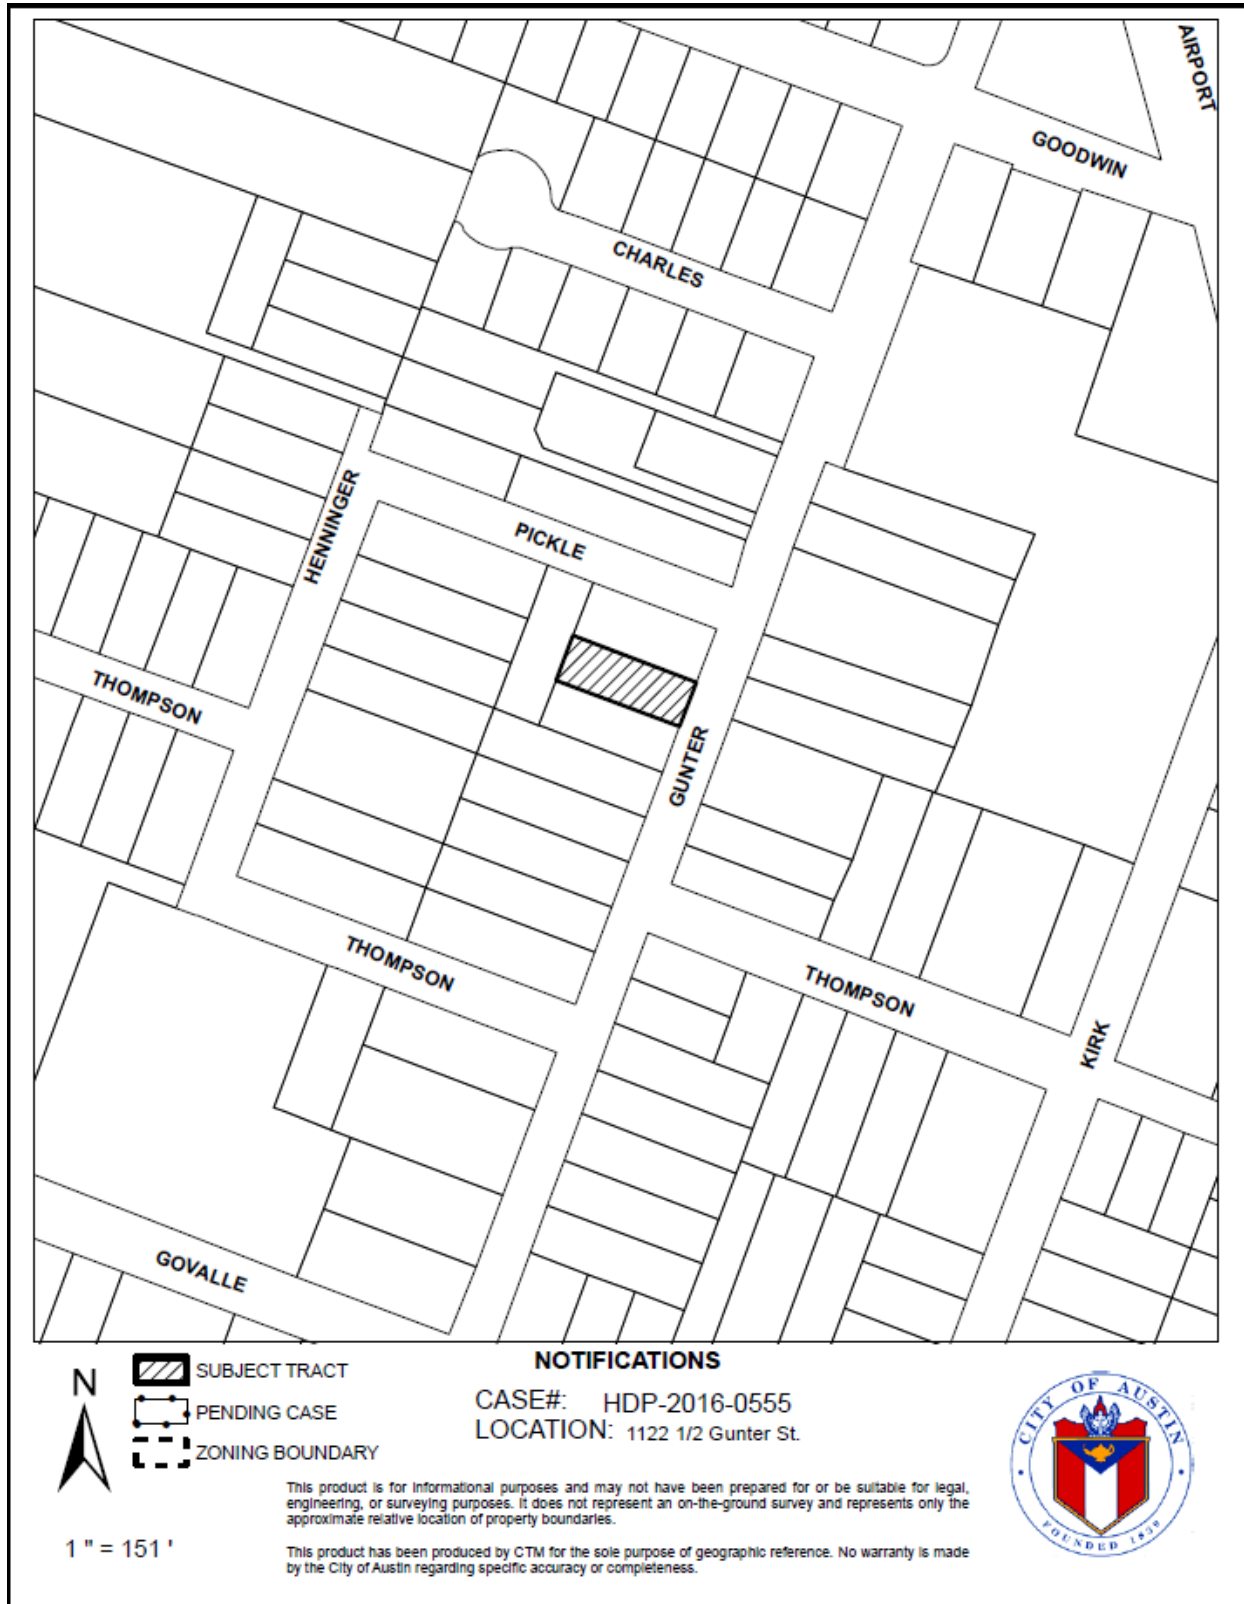 AIRPORT
GOODWIN
CHARLES
HENNINGER
PICKLE
THOMPSON
GUNTER
THOMPSON
THOMPSON
KIRK
GOVALLE
N
SUBJECT TRACT
PENDING CASE
ZONING BOUNDARY
1 " = 151 '
NOTIFICATIONS
CASE#: HDP-2016-0555
LOCATION: 1122 1/2 Gunter St.
This product is for informational purposes and may not have been prepared for or be suitable for legal,
engineering, or surveying purposes. It does not represent an on-the-ground survey and represents only the
approximate relative location of property boundaries.
This product has been produced by CTM for the sole purpose of geographic reference. No warranty is made
by the City of Austin regarding specific accuracy or completeness.
CITY OF AUSTIN
FOUNDED 1839